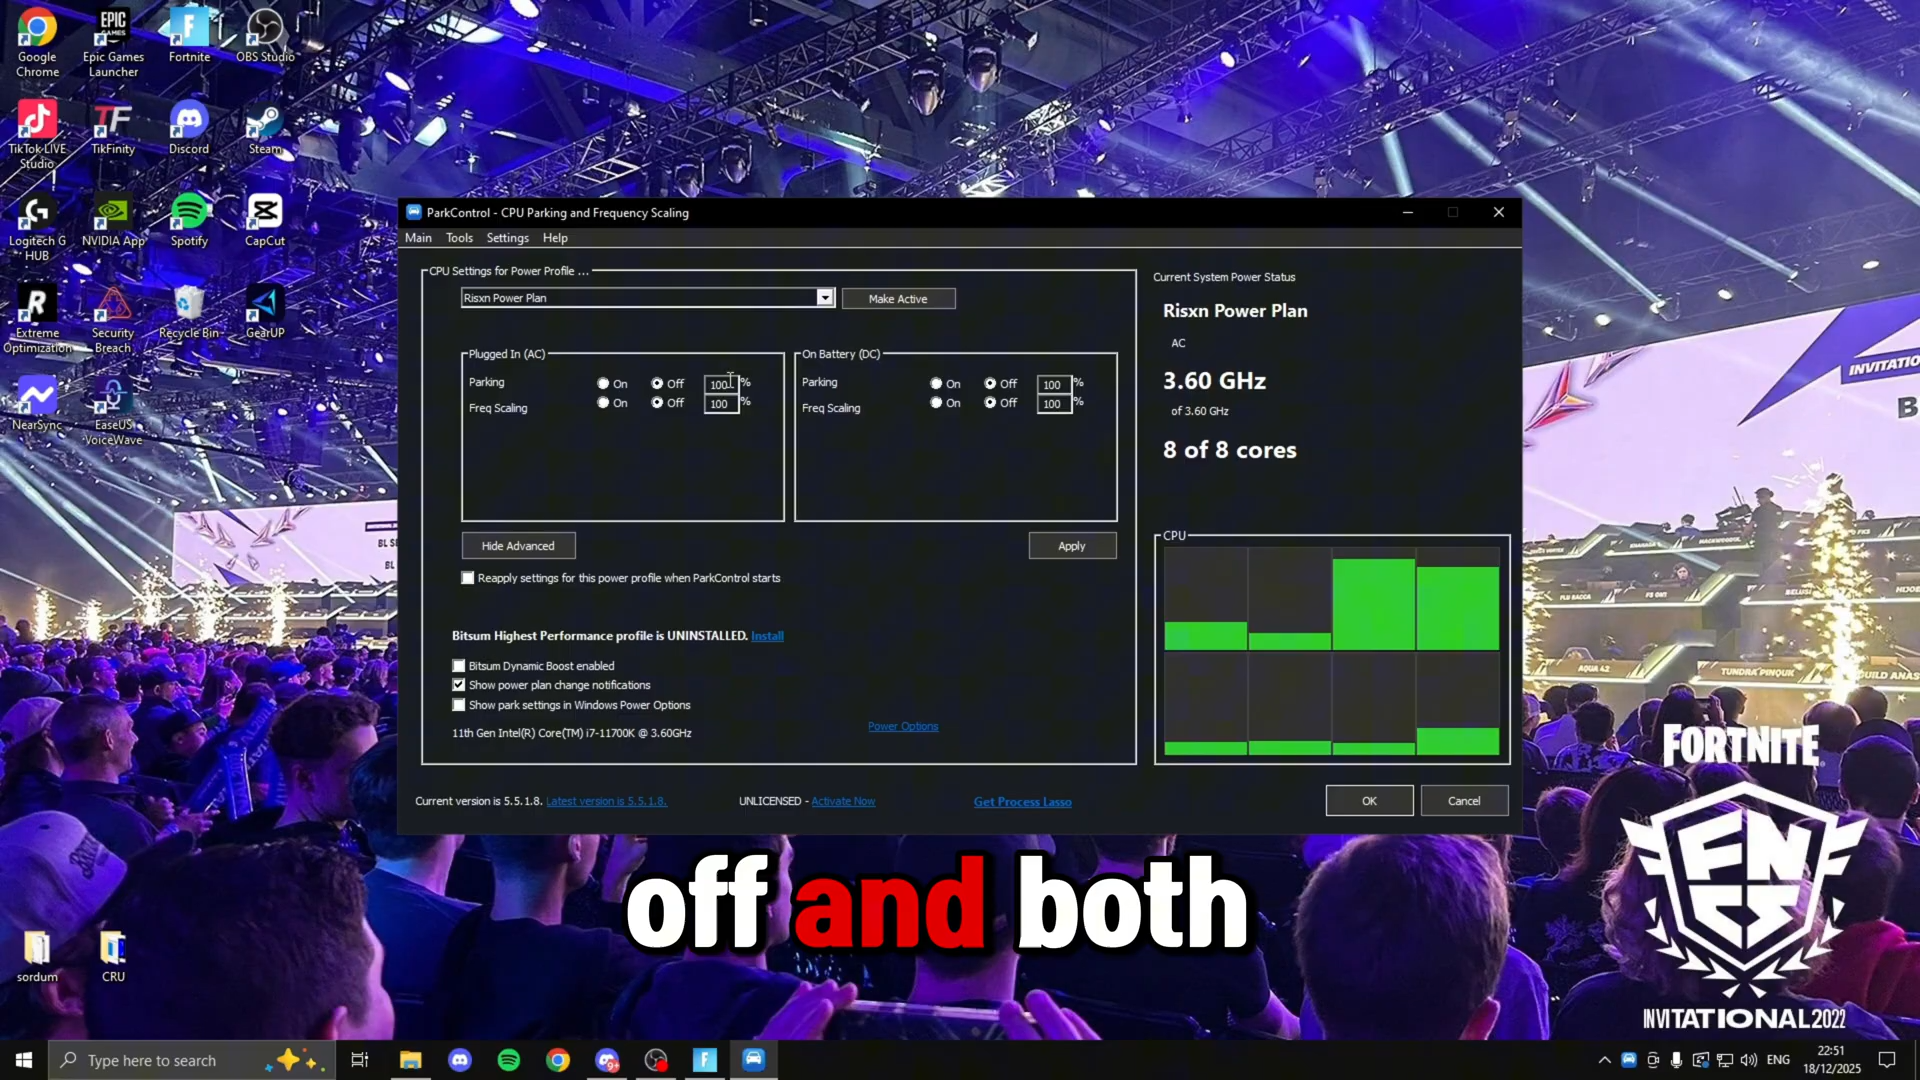 Google Chrome
Epic Games Launcher
Fortnite
OBS Studio
TikTok LIVE Studio
TikFinity
Discord
Steam
Logitech G HUB
NVIDIA App
Spotify
CapCut
Extreme Optimization
Security Breach
Recycle Bin
GearUP
NearSync
EaseUS VoiceWave
sordum
CRU
ParkControl - CPU Parking and Frequency Scaling
Main Tools Settings Help
CPU Settings for Power Profile ...
Risxn Power Plan
Make Active
Plugged In (AC)
Parking On Off 100 %
Freq Scaling On Off 100 %
On Battery (DC)
Parking On Off 100 %
Freq Scaling On Off 100 %
Hide Advanced
Apply
Reapply settings for this power profile when ParkControl starts
Bitsum Highest Performance profile is UNINSTALLED. Install
Bitsum Dynamic Boost enabled
Show power plan change notifications
Show park settings in Windows Power Options
Power Options
11th Gen Intel(R) Core(TM) i7-11700K @ 3.60GHz
Current System Power Status
Risxn Power Plan
AC
3.60 GHz
of 3.60 GHz
8 of 8 cores
CPU
Current version is 5.5.1.8. Latest version is 5.5.1.8.
UNLICENSED - Activate Now
Get Process Lasso
OK
Cancel
off and both
INVITATIO
AQUA 42
TUNDRA PINQUK
FORTNITE
FNCS
INVITATIONAL 2022
Type here to search
ENG
22:51
18/12/2025